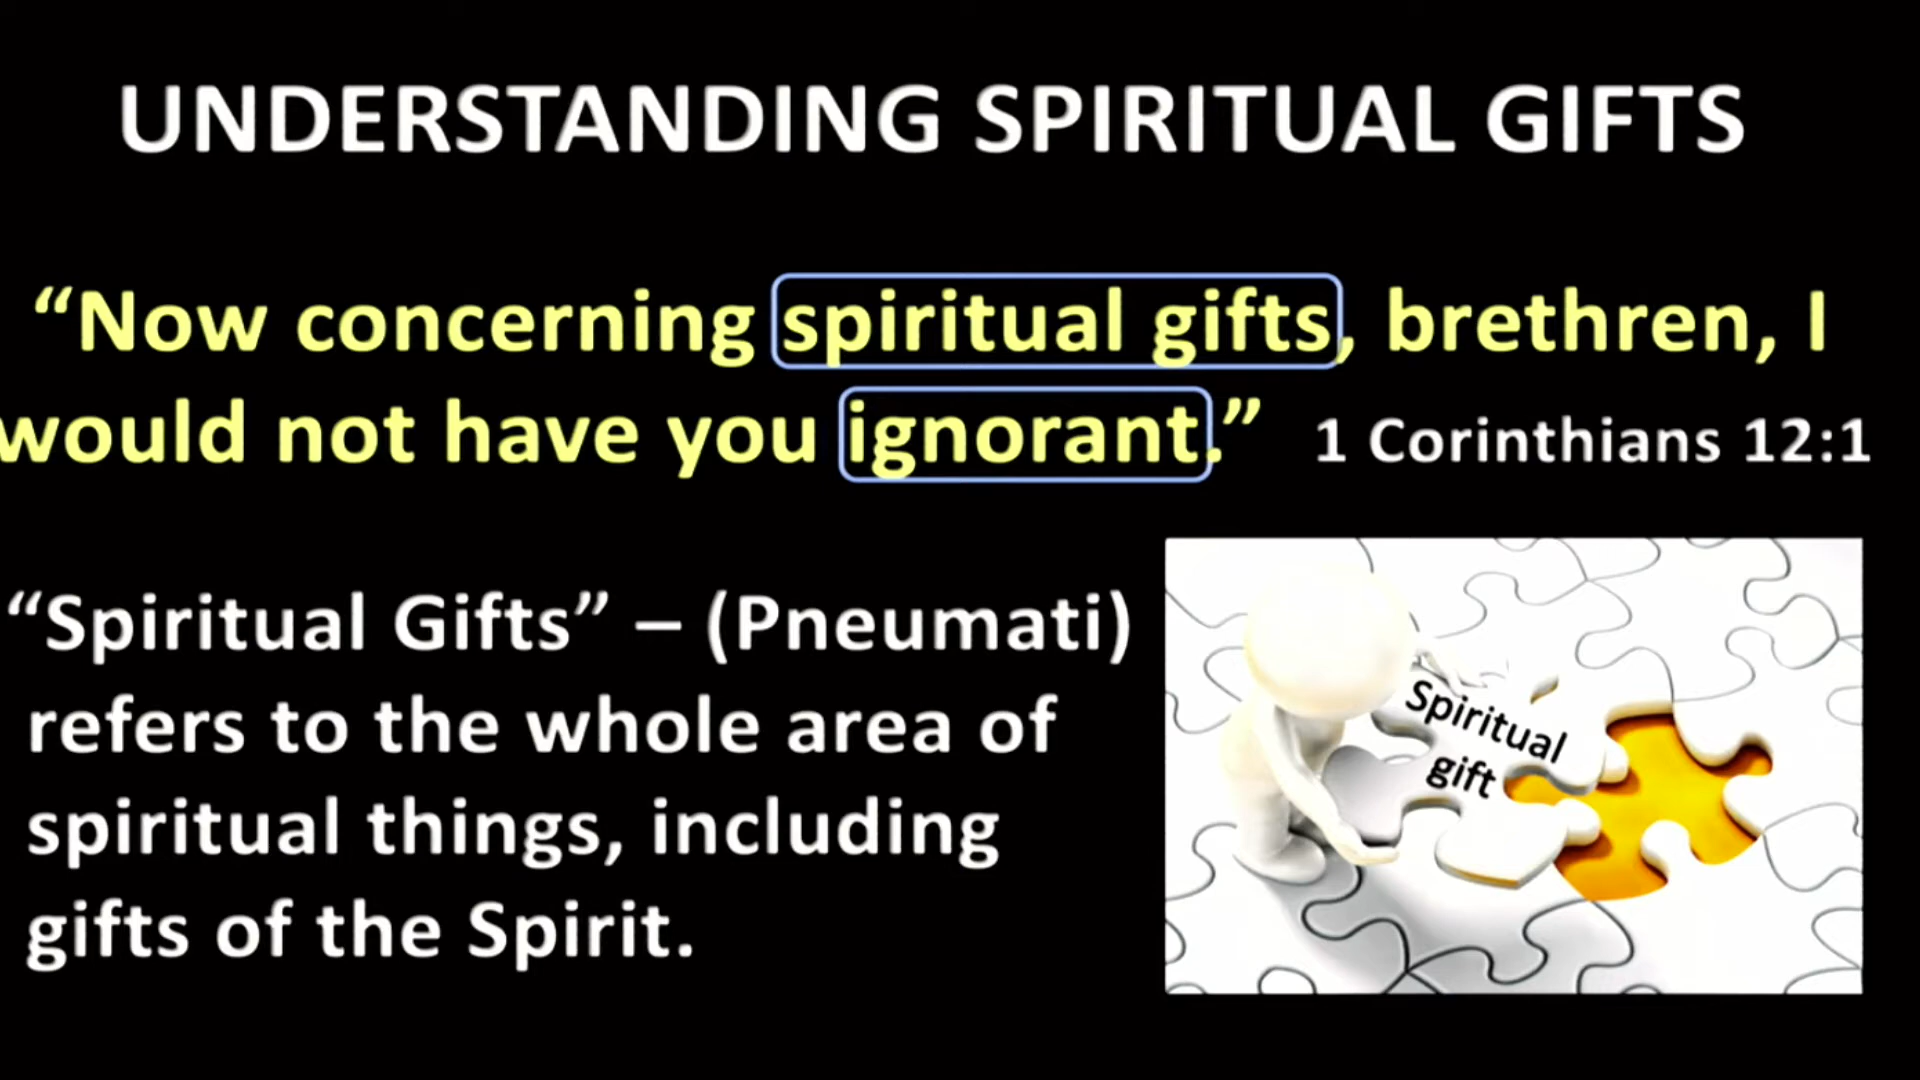 UNDERSTANDING SPIRITUAL GIFTS
“Now concerning spiritual gifts, brethren, I
would not have you ignorant.” 1 Corinthians 12:1
“Spiritual Gifts” – (Pneumati)
refers to the whole area of
spiritual things, including
gifts of the Spirit.
Spiritual
gift